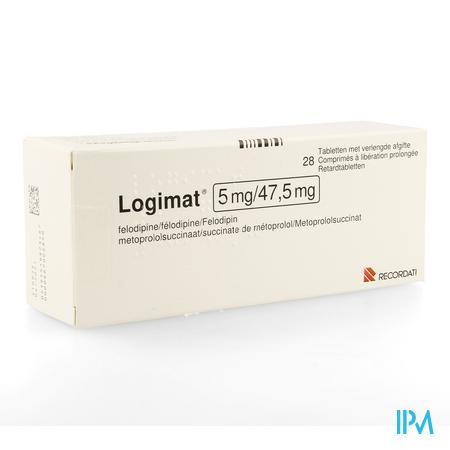 28
Tabletten met verlengde afgifte
Comprimés à libération prolongée
Retardtabletten
Logimat® 5 mg/47,5 mg
felodipine/félodipine/Felodipin
metoprololsuccinaat/succinate de métoprolol/Metoprololsuccinat
RECORDATI
IPM